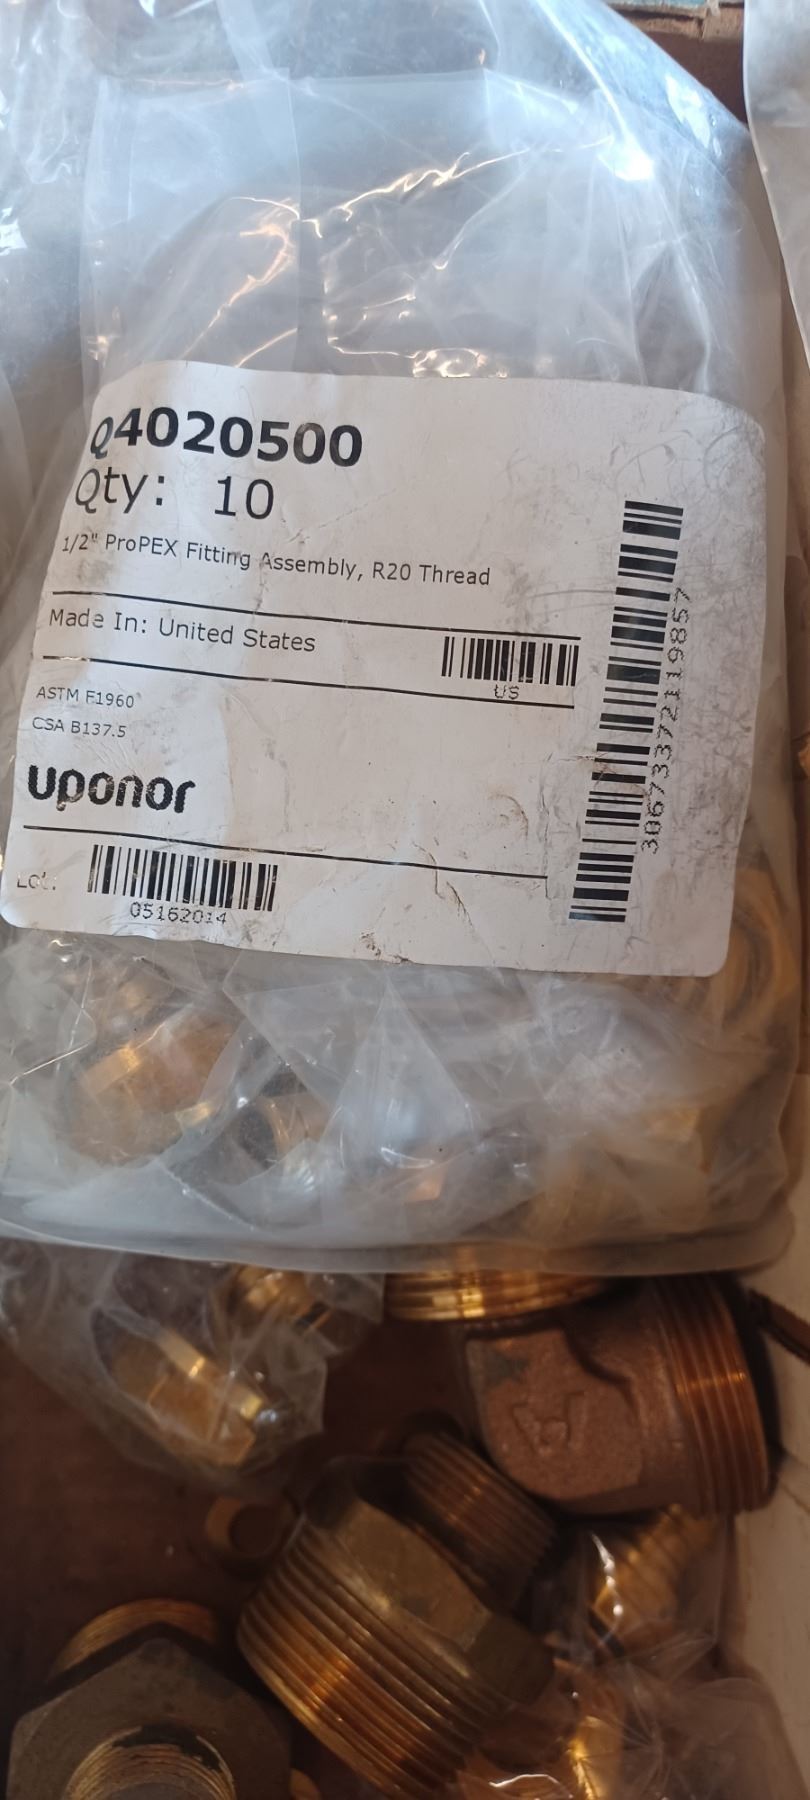 Q4020500
Qty: 10
1/2" ProPEX Fitting Assembly, R20 Thread
Made In: United States
US
ASTM F1960
CSA B137.5
uponor
Lot:
05162014
30673372119857